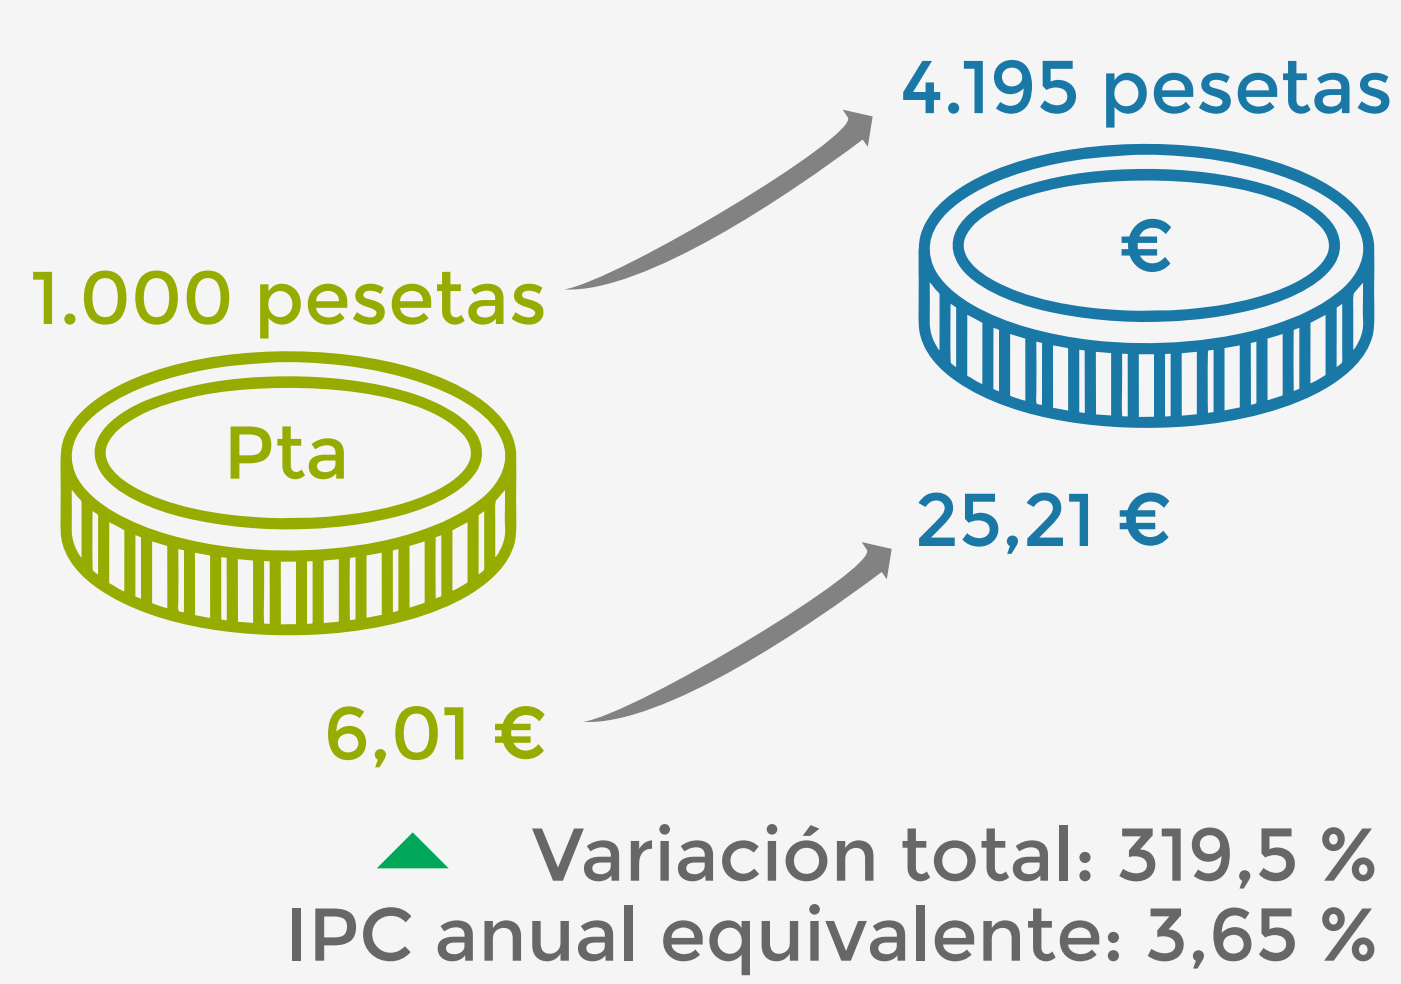 4.195 pesetas
€
1.000 pesetas
Pta
25,21 €
6,01 €
Variación total: 319,5 %
IPC anual equivalente: 3,65 %